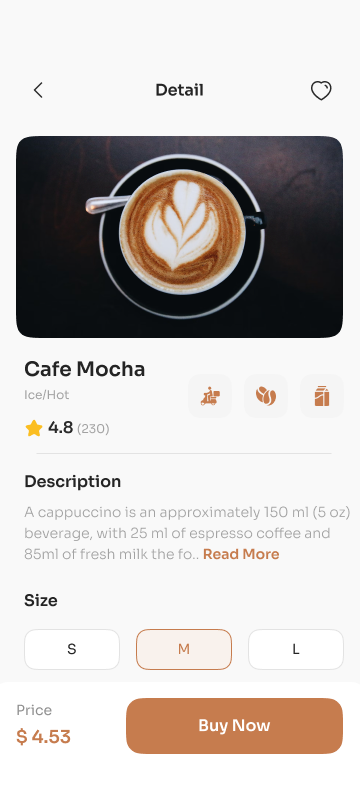 Detail
Cafe Mocha
Ice/Hot
4.8 (230)
Description
A cappuccino is an approximately 150 ml (5 oz)
beverage, with 25 ml of espresso coffee and
85ml of fresh milk the fo.. Read More
Size
S M L
Price
$ 4.53
Buy Now